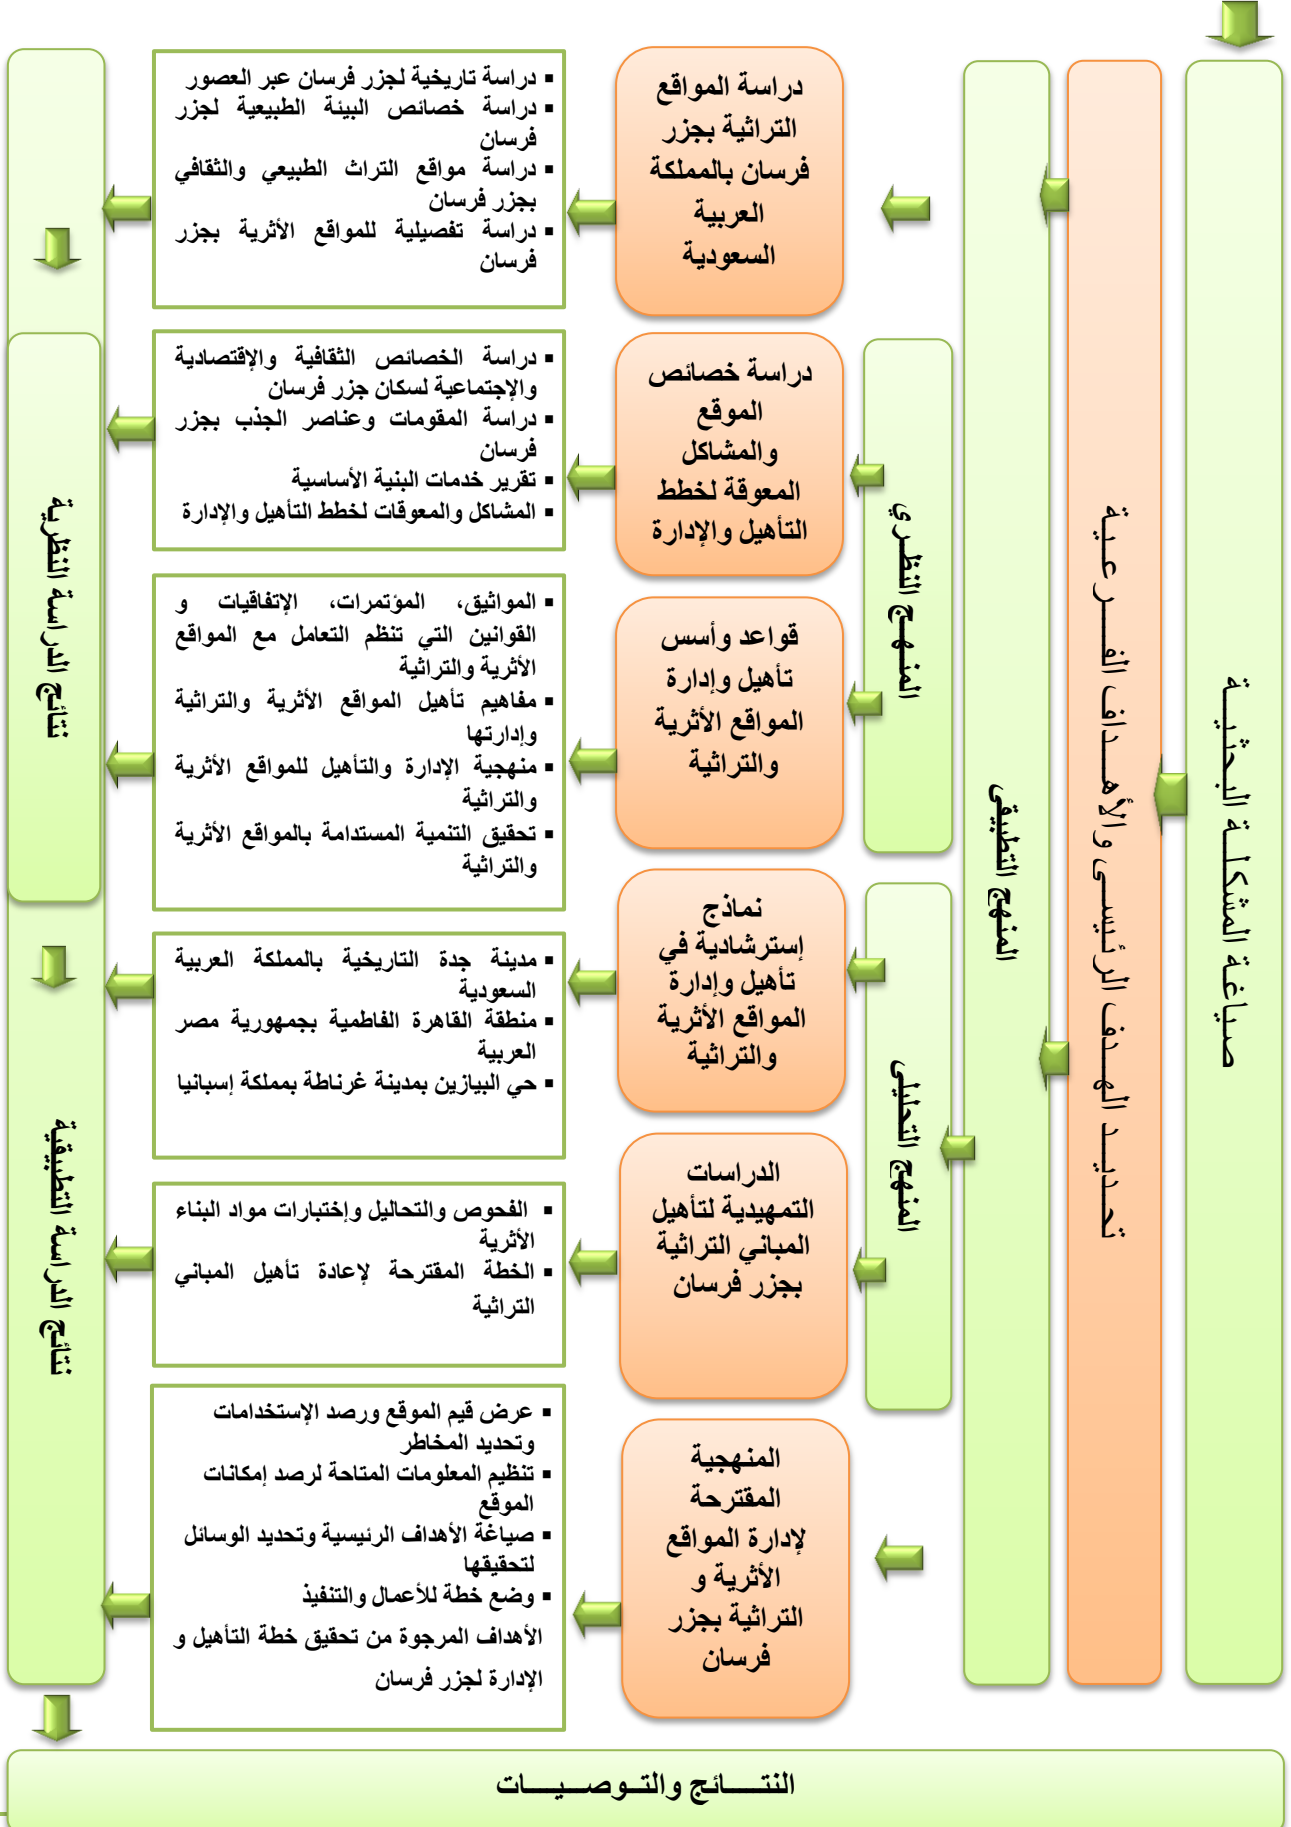 صياغة المشكلة البحثية
تحديد الهدف الرئيسى والأهداف الفرعية
المنهج التطبيقى
المنهج النظري
المنهج التحليلى
دراسة المواقع
التراثية بجزر
فرسان بالمملكة
العربية
السعودية
▪ دراسة تاريخية لجزر فرسان عبر العصور
▪ دراسة خصائص البيئة الطبيعية لجزر
فرسان
▪ دراسة مواقع التراث الطبيعي والثقافي
بجزر فرسان
▪ دراسة تفصيلية للمواقع الأثرية بجزر
فرسان
دراسة خصائص
الموقع
والمشاكل
المعوقة لخطط
التأهيل والإدارة
▪ دراسة الخصائص الثقافية والإقتصادية
والإجتماعية لسكان جزر فرسان
▪ دراسة المقومات وعناصر الجذب بجزر
فرسان
▪ تقرير خدمات البنية الأساسية
▪ المشاكل والمعوقات لخطط التأهيل والإدارة
قواعد وأسس
تأهيل وإدارة
المواقع الأثرية
والتراثية
▪ المواثيق، المؤتمرات، الإتفاقيات و
القوانين التي تنظم التعامل مع المواقع
الأثرية والتراثية
▪ مفاهيم تأهيل المواقع الأثرية والتراثية
وإدارتها
▪ منهجية الإدارة والتأهيل للمواقع الأثرية
والتراثية
▪ تحقيق التنمية المستدامة بالمواقع الأثرية
والتراثية
نماذج
إسترشادية في
تأهيل وإدارة
المواقع الأثرية
والتراثية
▪ مدينة جدة التاريخية بالمملكة العربية
السعودية
▪ منطقة القاهرة الفاطمية بجمهورية مصر
العربية
▪ حي البيازين بمدينة غرناطة بمملكة إسبانيا
الدراسات
التمهيدية لتأهيل
المباني التراثية
بجزر فرسان
▪ الفحوص والتحاليل وإختبارات مواد البناء
الأثرية
▪ الخطة المقترحة لإعادة تأهيل المباني
التراثية
المنهجية
المقترحة
لإدارة المواقع
الأثرية و
التراثية بجزر
فرسان
▪ عرض قيم الموقع ورصد الإستخدامات
وتحديد المخاطر
▪ تنظيم المعلومات المتاحة لرصد إمكانات
الموقع
▪ صياغة الأهداف الرئيسية وتحديد الوسائل
لتحقيقها
▪ وضع خطة للأعمال والتنفيذ
الأهداف المرجوة من تحقيق خطة التأهيل و
الإدارة لجزر فرسان
نتائج الدراسة النظرية
نتائج الدراسة التطبيقية
النتائج والتوصيات